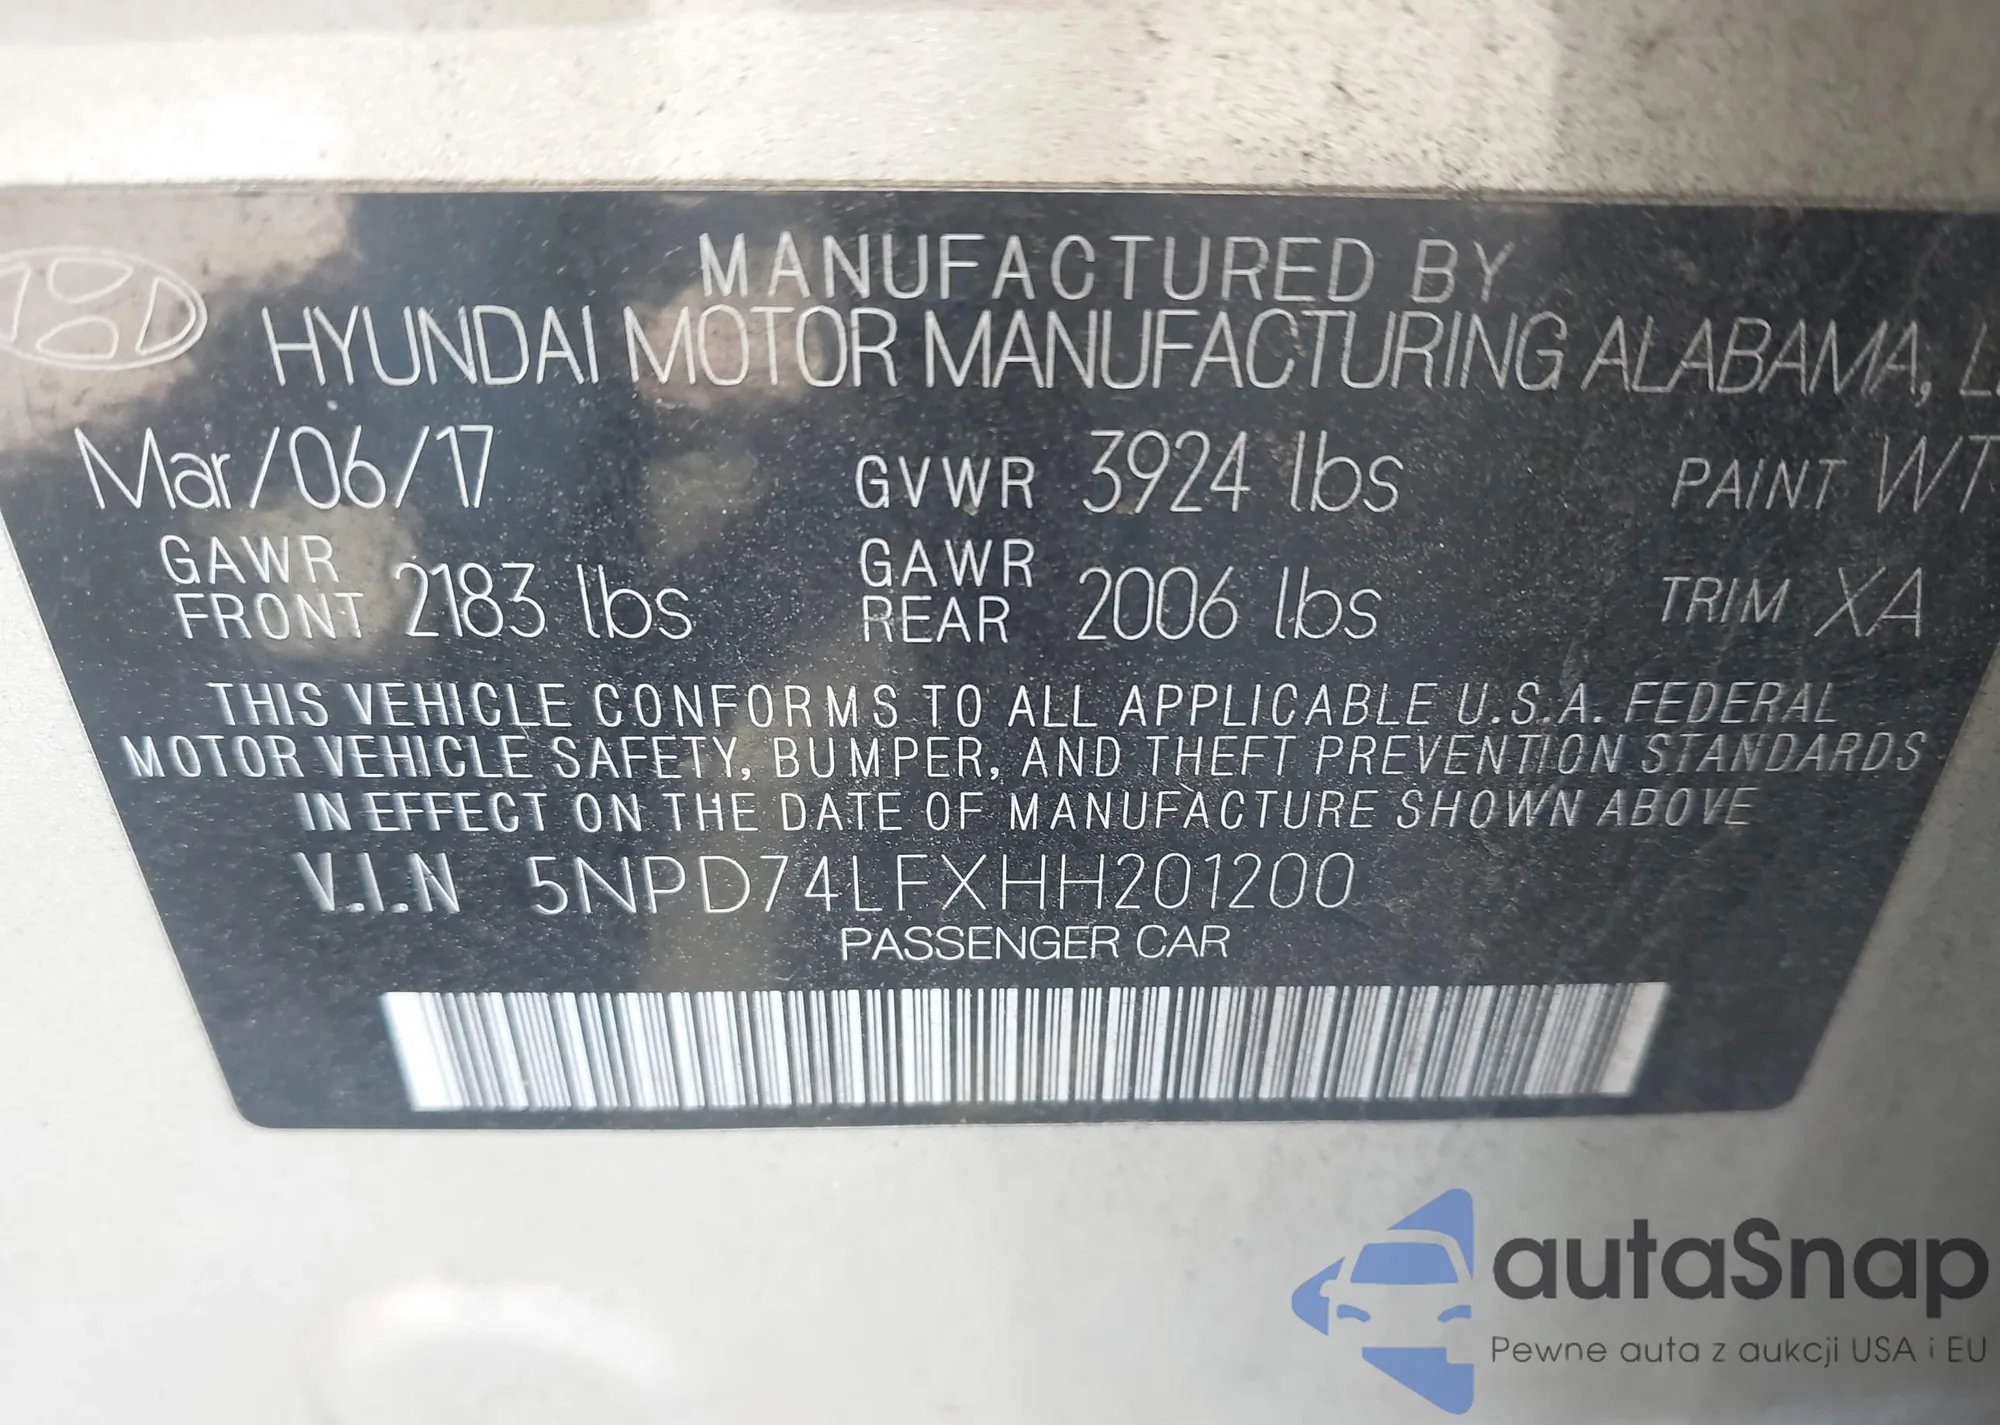 MANUFACTURED BY
HYUNDAI MOTOR MANUFACTURING ALABAMA,
Mar/06/17 GVWR 3924 lbs PAINT WT
GAWR FRONT 2183 lbs GAWR REAR 2006 lbs TRIM XA
THIS VEHICLE CONFORMS TO ALL APPLICABLE U.S.A. FEDERAL
MOTOR VEHICLE SAFETY, BUMPER, AND THEFT PREVENTION STANDARDS
IN EFFECT ON THE DATE OF MANUFACTURE SHOWN ABOVE
V.I.N 5NPD74LFXHH201200
PASSENGER CAR
autaSnap
Pewne auta z aukcji USA i EU